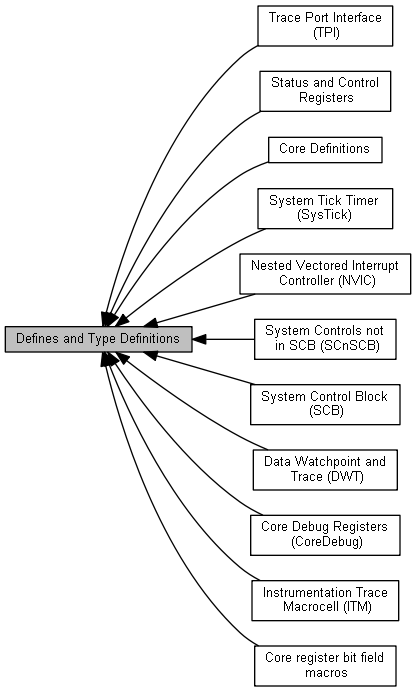 Trace Port Interface
(TPI)
Status and Control
Registers
Core Definitions
System Tick Timer
(SysTick)
Nested Vectored Interrupt
Controller (NVIC)
Defines and Type Definitions
System Controls not
in SCB (SCnSCB)
System Control Block
(SCB)
Data Watchpoint and
Trace (DWT)
Core Debug Registers
(CoreDebug)
Instrumentation Trace
Macrocell (ITM)
Core register bit field
macros